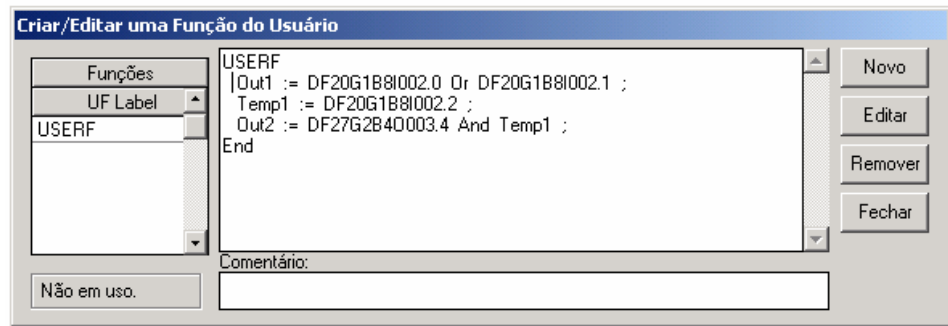 Criar/Editar uma Função do Usuário
Funções
UF Label
USERF
Não em uso.
USERF
Out1 := DF20G1B8I002.0 Or DF20G1B8I002.1 ;
Temp1 := DF20G1B8I002.2 ;
Out2 := DF27G2B4O003.4 And Temp1 ;
End
Comentário:
Novo
Editar
Remover
Fechar